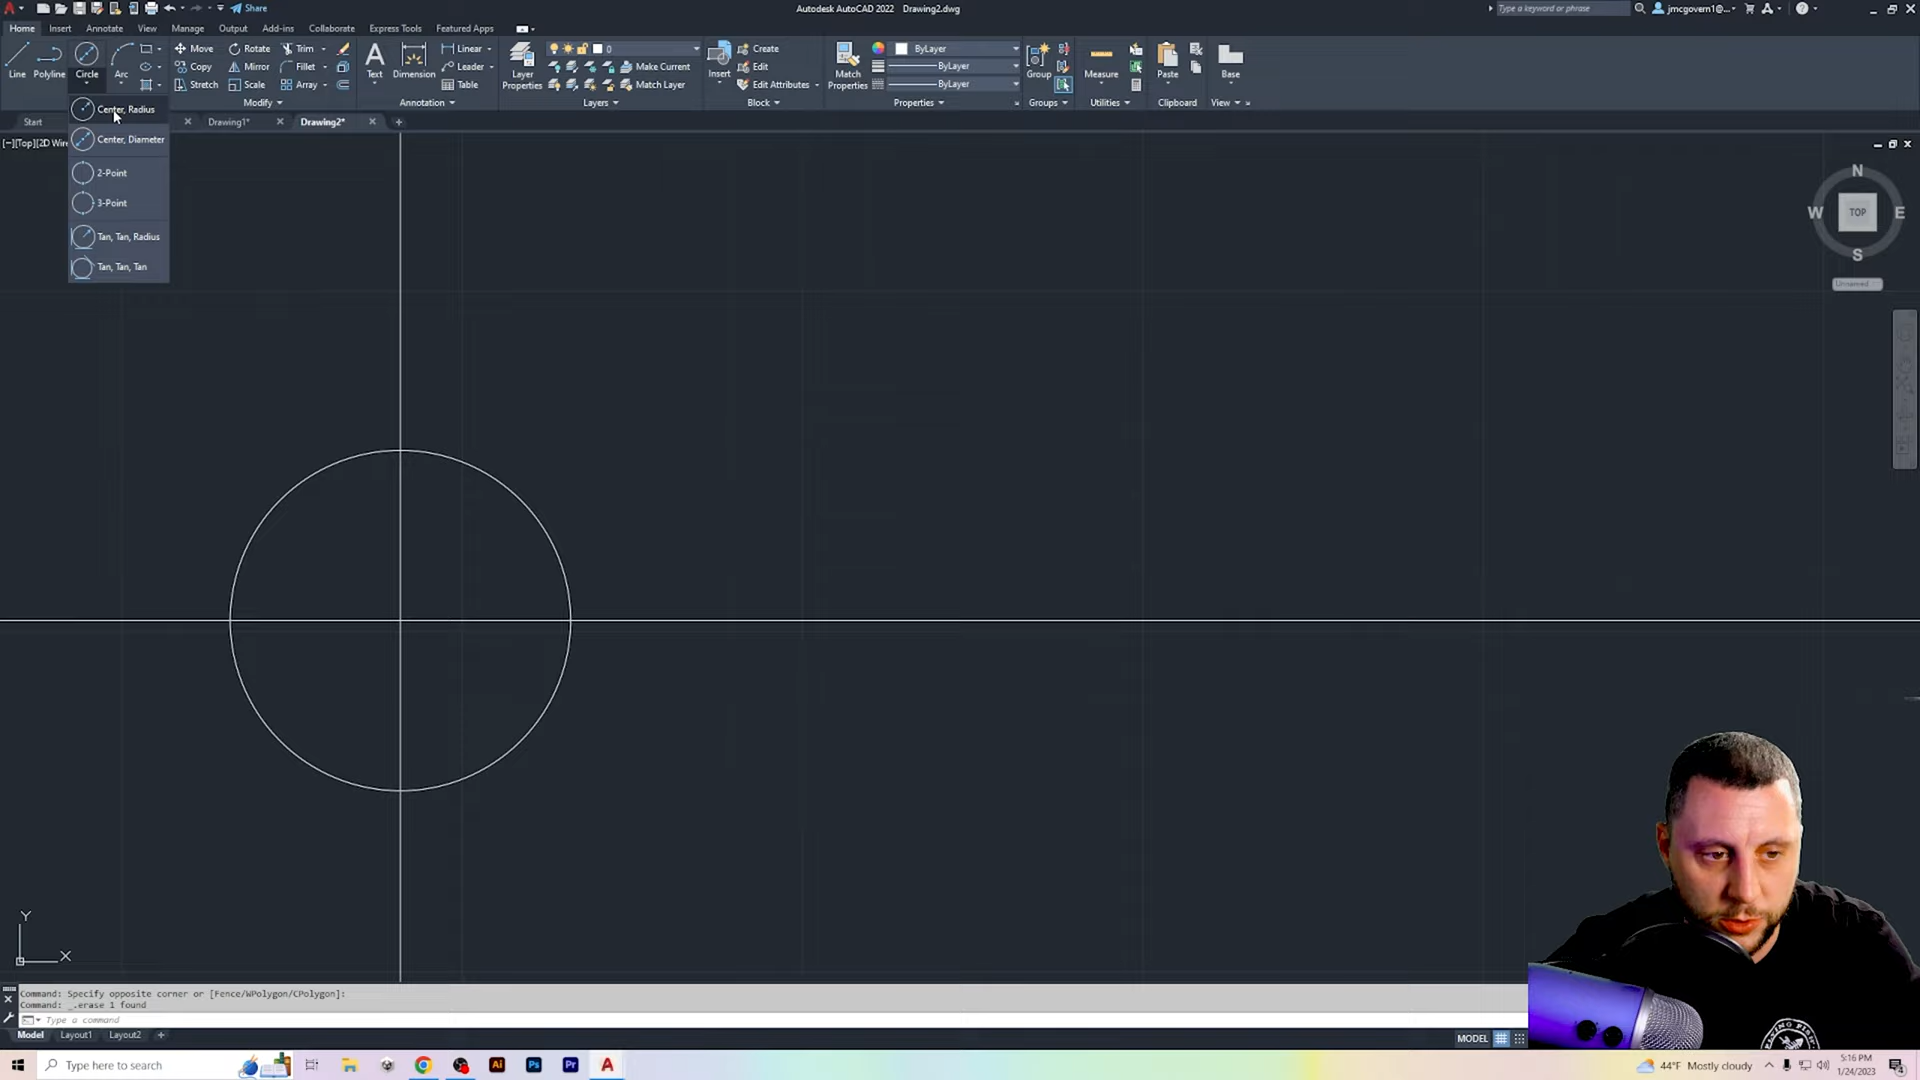 Share
Autodesk AutoCAD 2022 Drawing2.dwg
Type a keyword or phrase
jmcgovern1@...
Home Insert Annotate View Manage Output Add-ins Collaborate Express Tools Featured Apps
Line Polyline Circle Arc
Move Rotate Trim
Copy Mirror Fillet
Stretch Scale Array
Modify
Text Dimension
Linear
Leader
Table
Annotation
Layer Properties
0
Make Current
Match Layer
Layers
Insert
Create
Edit
Edit Attributes
Block
Match Properties
ByLayer
ByLayer
ByLayer
Properties
Group
Groups
Measure
Utilities
Paste
Clipboard
Base
View
Start Drawing1* Drawing2*
Center, Radius
Center, Diameter
2-Point
3-Point
Tan, Tan, Radius
Tan, Tan, Tan
[−][Top][2D Wire
N
W TOP E
S
Unnamed
Y
X
Command: Specify opposite corner or [Fence/WPolygon/CPolygon]:
Command: _.erase 1 found
Type a command
Model Layout1 Layout2
MODEL
Type here to search
Ai Ps Pr A
44°F Mostly cloudy
5:16 PM
1/24/2023